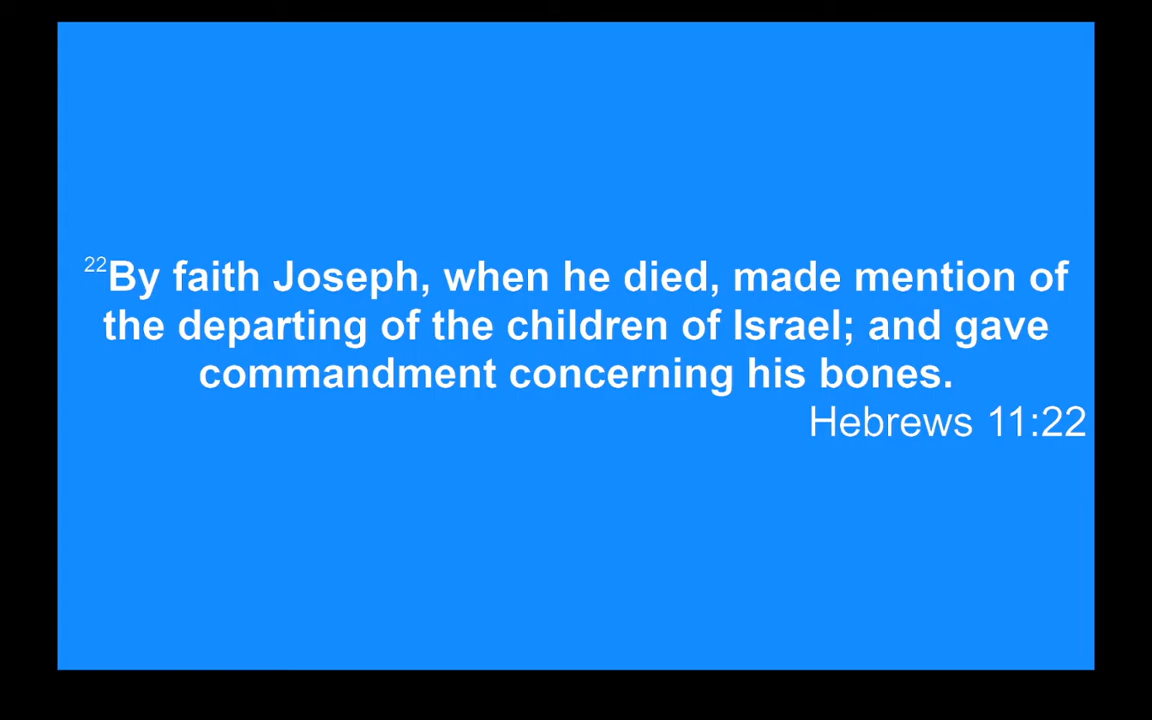 22By faith Joseph, when he died, made mention of
the departing of the children of Israel; and gave
commandment concerning his bones.
Hebrews 11:22